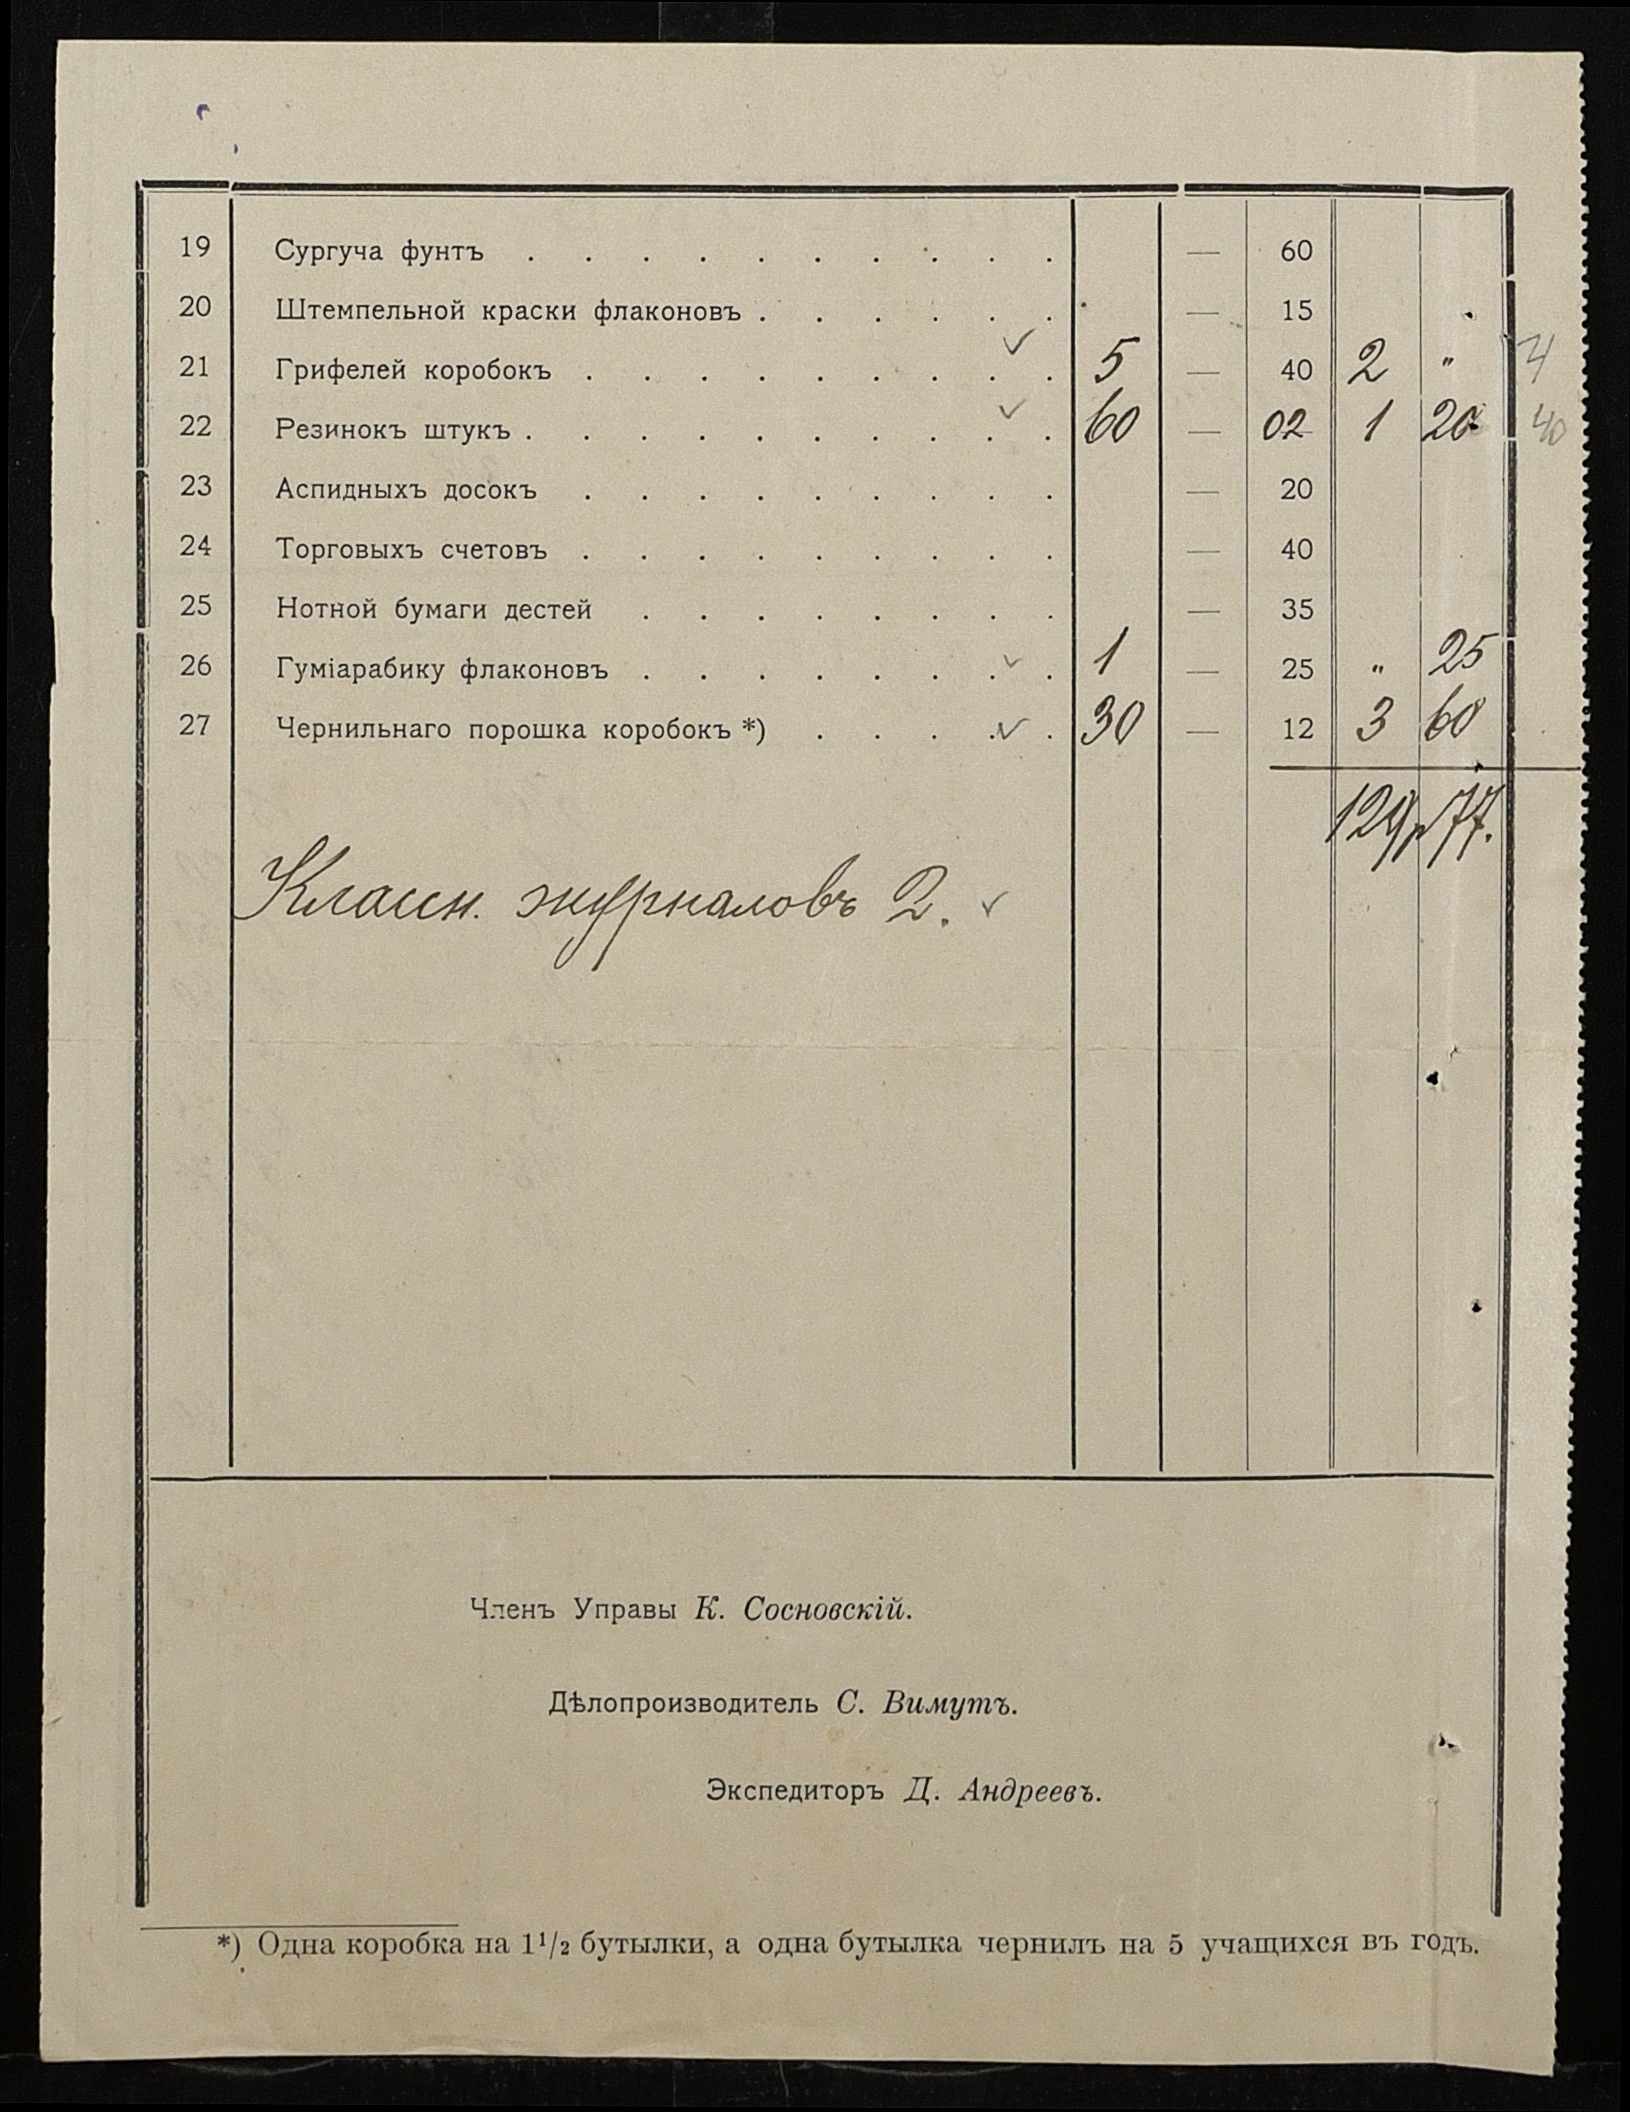 19 Сургуча фунтъ . . . . . . . . . . — 60
20 Штемпельной краски флаконовъ . . . . . . — 15
21 Грифелей коробокъ . . . . . . . . . ✓ 5 — 40 2 " 4
22 Резинокъ штукъ . . . . . . . . . . ✓ 60 — 02 1 20 40
23 Аспидныхъ досокъ . . . . . . . . . — 20
24 Торговыхъ счетовъ . . . . . . . . . — 40
25 Нотной бумаги дестей . . . . . . . . — 35
26 Гуміарабику флаконовъ . . . . . . . . ✓ 1 — 25 " 25
27 Чернильнаго порошка коробокъ *) . . . . . ✓ 30 — 12 3 60
129 р 77.
Классн. журналовъ 2. ✓
Членъ Управы К. Сосновскій.
Дѣлопроизводитель С. Вимутъ.
Экспедиторъ Д. Андреевъ.
*) Одна коробка на 1¹/₂ бутылки, а одна бутылка чернилъ на 5 учащихся въ годъ.